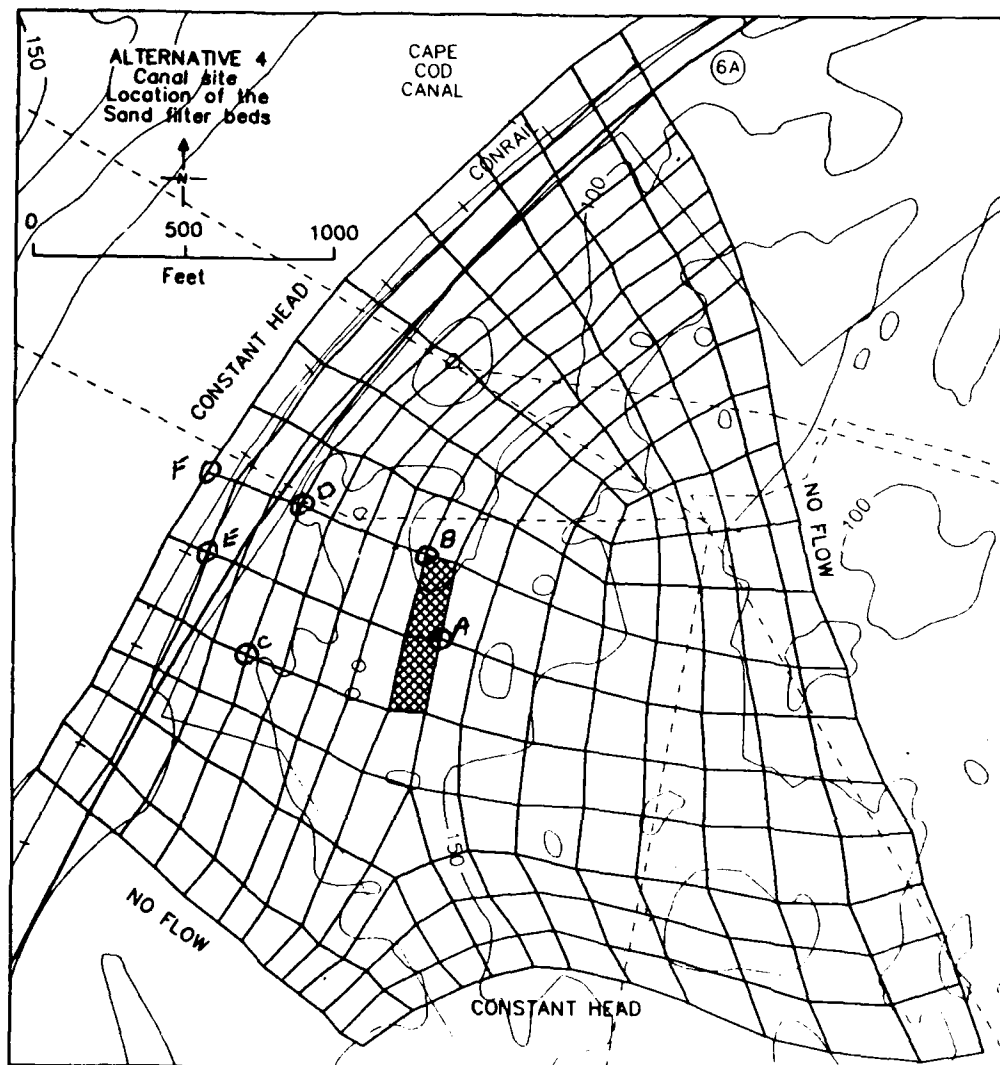 150
ALTERNATIVE 4
Canal site
Location of the
Sand filter beds
N
0 500 1000
Feet
CAPE
COD
CANAL
6A
CONRAIL
100
CONSTANT HEAD
F
D
E
B
A
C
NO FLOW
100
150
NO FLOW
CONSTANT HEAD